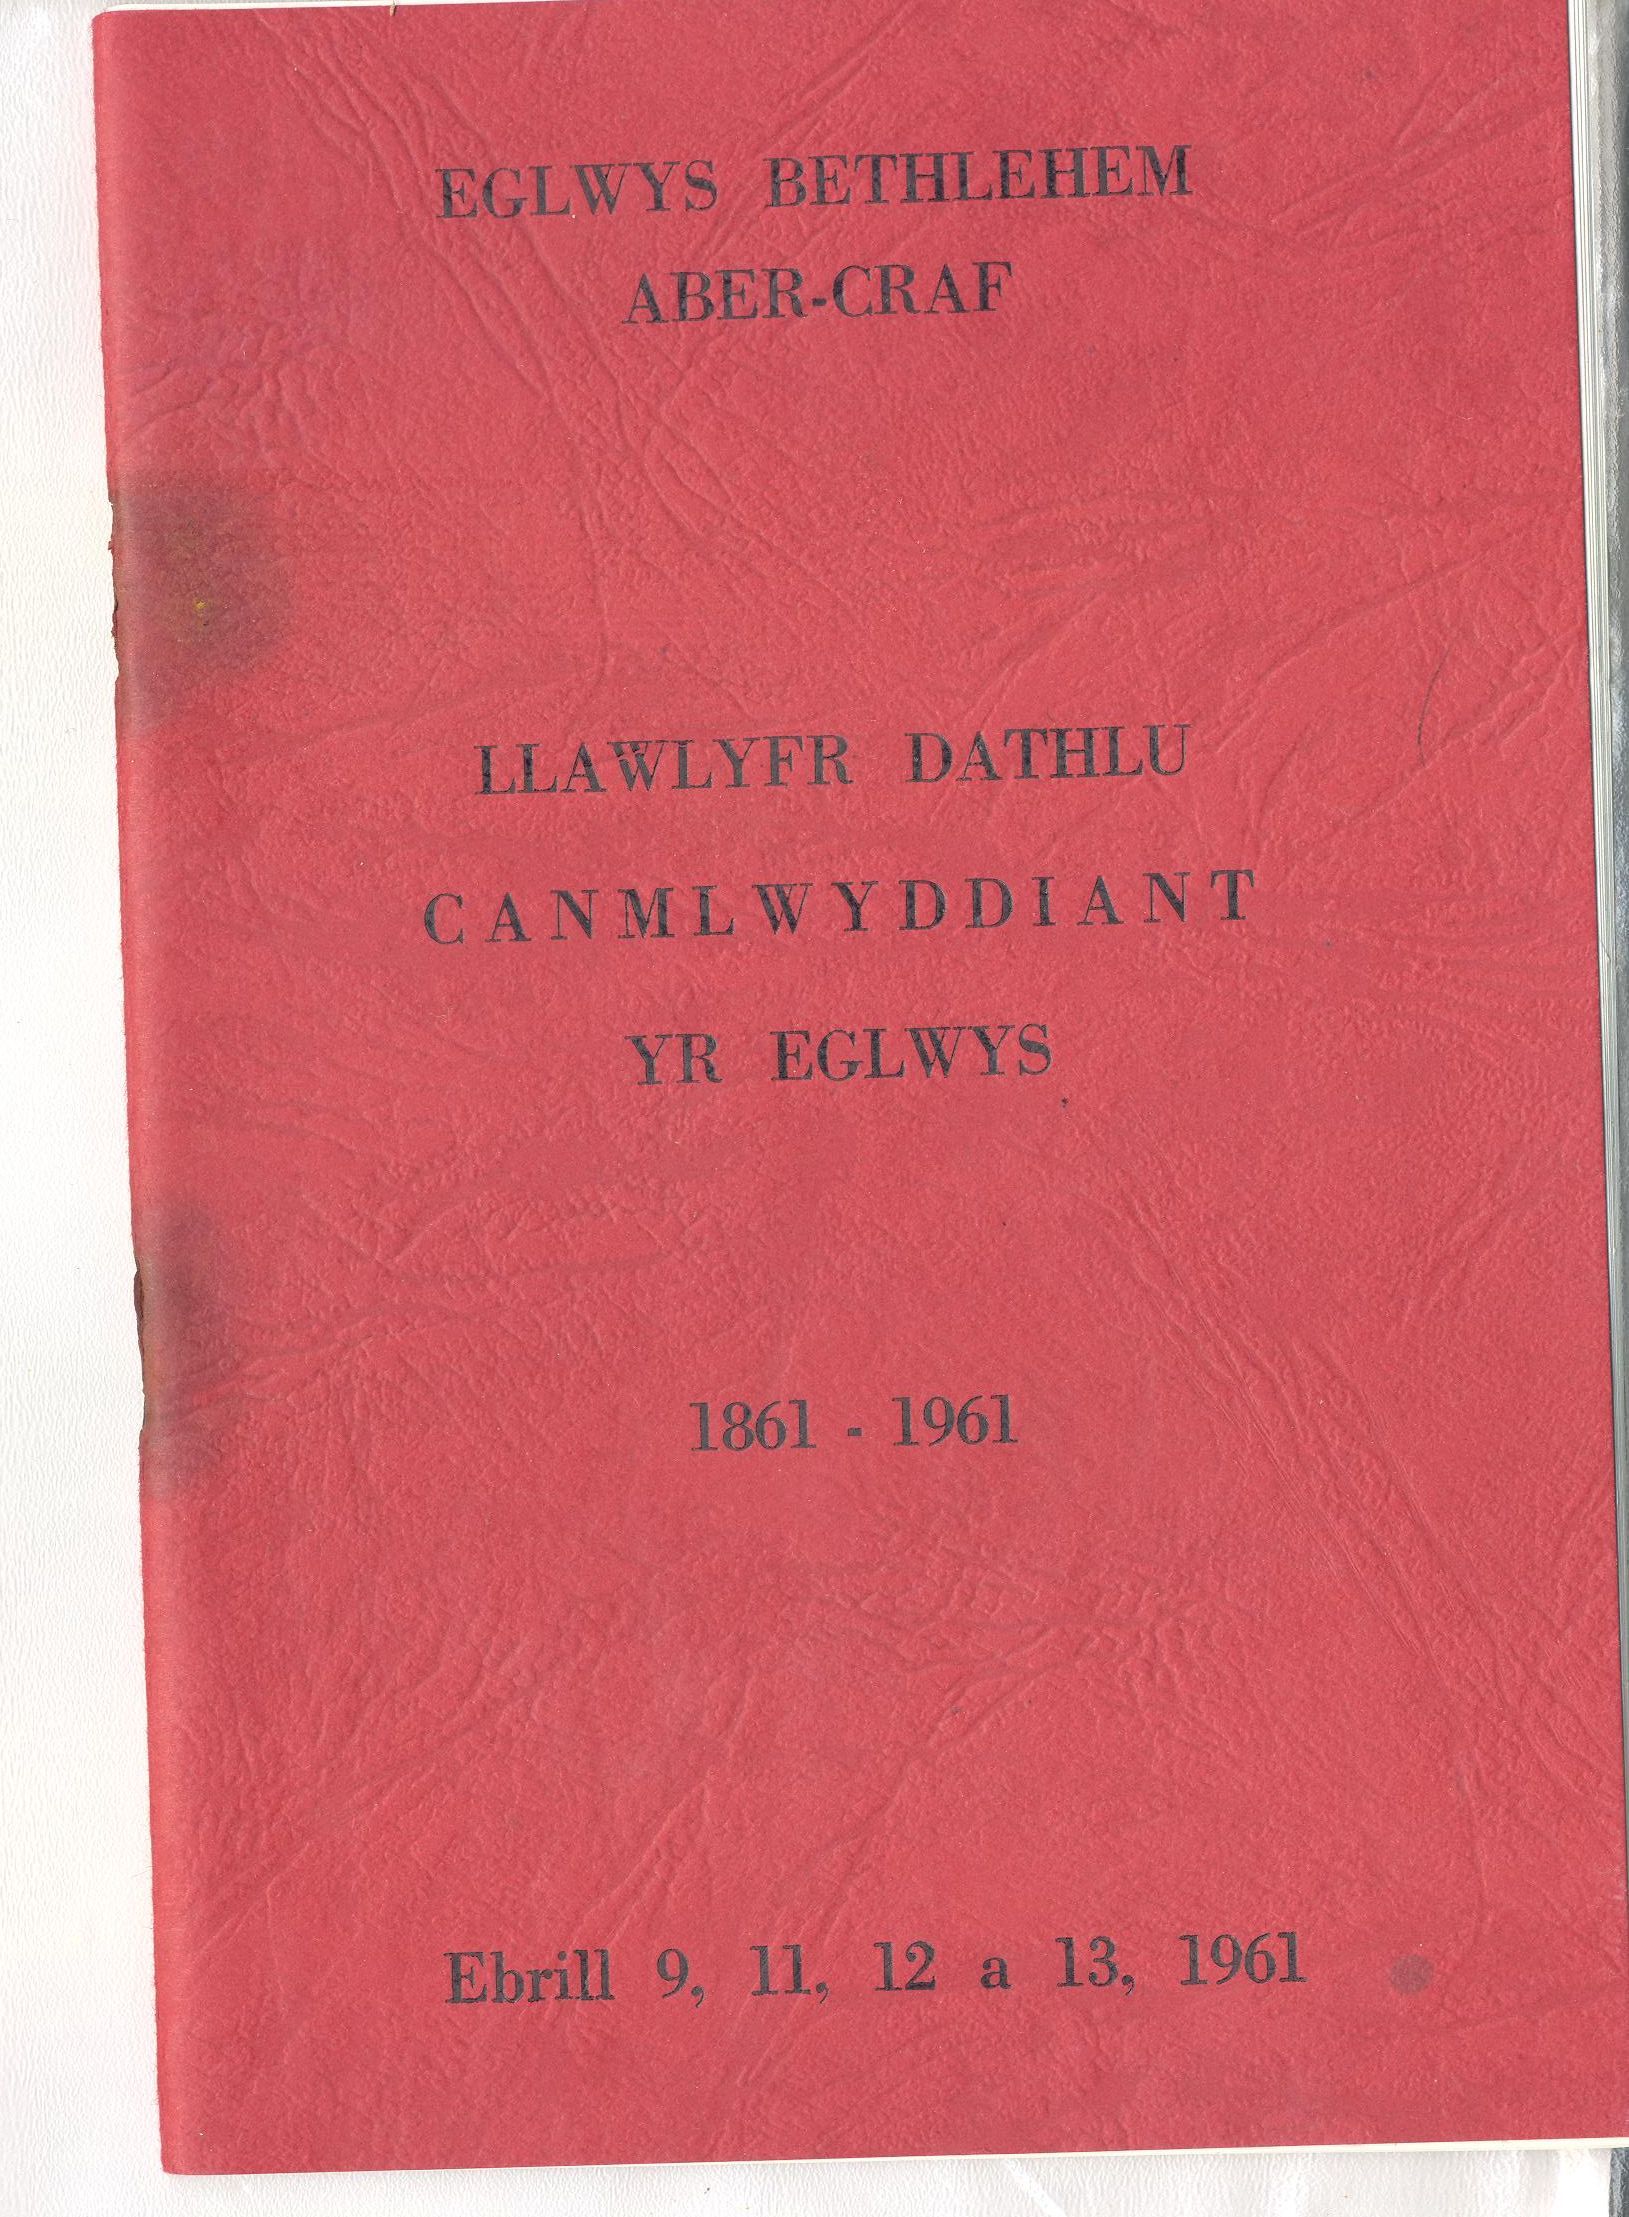 EGLWYS BETHLEHEM
ABER-CRAF
LLAWLYFR DATHLU
CANMLWYDDIANT
YR EGLWYS
1861 - 1961
Ebrill 9, 11, 12 a 13, 1961